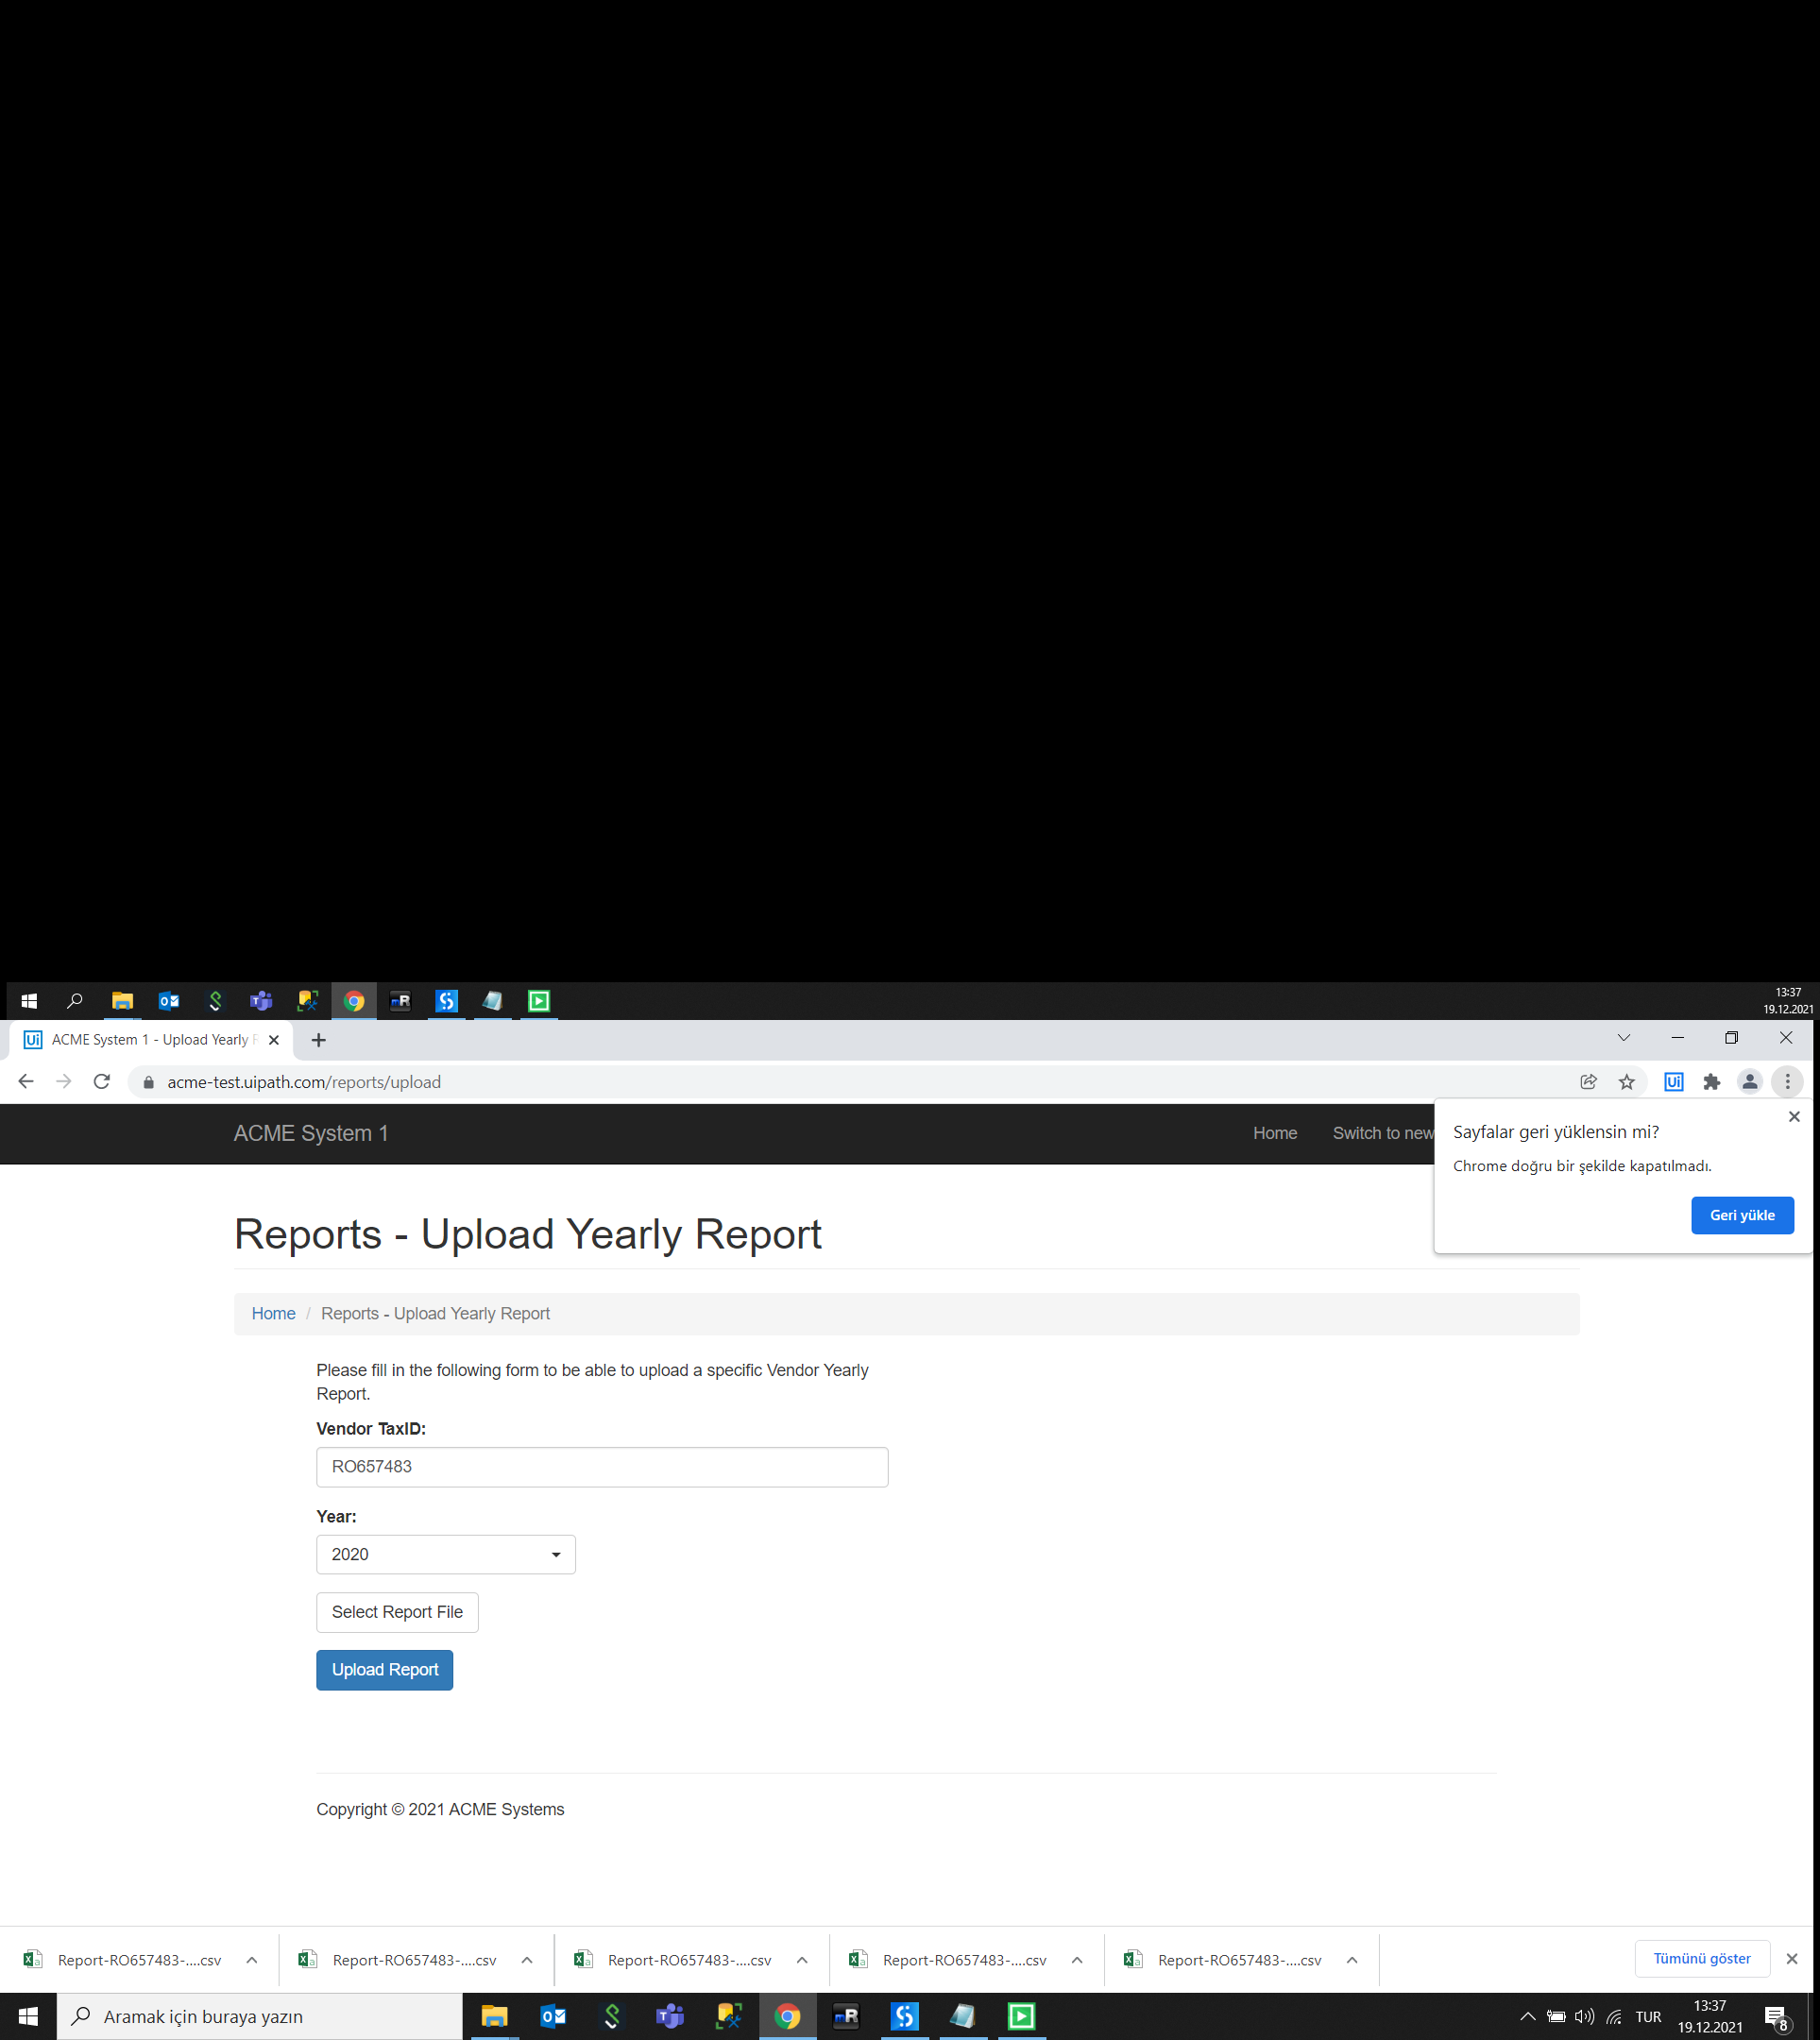 13:37
19.12.2021
ACME System 1 - Upload Yearly R
acme-test.uipath.com/reports/upload
ACME System 1
Home
Switch to new
Sayfalar geri yüklensin mi?
Chrome doğru bir şekilde kapatılmadı.
Geri yükle
Reports - Upload Yearly Report
Home / Reports - Upload Yearly Report
Please fill in the following form to be able to upload a specific Vendor Yearly
Report.
Vendor TaxID:
RO657483
Year:
2020
Select Report File
Upload Report
Copyright © 2021 ACME Systems
Report-RO657483-....csv
Report-RO657483-....csv
Report-RO657483-....csv
Report-RO657483-....csv
Report-RO657483-....csv
Tümünü göster
Aramak için buraya yazın
TUR
13:37
19.12.2021
8